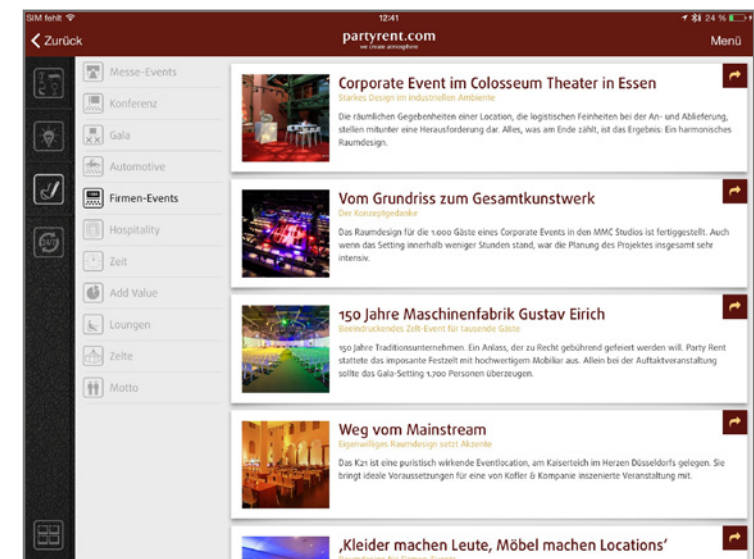 SIM fehlt 12:41 24 %
Zurück partyrent.com Menü
we create atmosphere
Messe-Events
Konferenz
Gala
Automotive
Firmen-Events
Hospitality
Zeit
Add Value
Loungen
Zelte
Motto
24/7
Corporate Event im Colosseum Theater in Essen
Starkes Design im industriellen Ambiente
Die räumlichen Gegebenheiten einer Location, die logistischen Feinheiten bei der An- und Ablieferung,
stellen mitunter eine Herausforderung dar. Alles, was am Ende zählt, ist das Ergebnis: Ein harmonisches
Raumdesign.
Vom Grundriss zum Gesamtkunstwerk
Der Konzeptgedanke
Das Raumdesign für die 1.000 Gäste eines Corporate Events in den MMC Studios ist fertiggestellt. Auch
wenn das Setting innerhalb weniger Stunden stand, war die Planung des Projektes insgesamt sehr
intensiv.
150 Jahre Maschinenfabrik Gustav Eirich
Beeindruckendes Zelt-Event für tausende Gäste
150 Jahre Traditionsunternehmen. Ein Anlass, der zu Recht gebührend gefeiert werden will. Party Rent
stattete das imposante Festzelt mit hochwertigem Mobiliar aus. Allein bei der Auftaktveranstaltung
sollte das Gala-Setting 1.700 Personen überzeugen.
Weg vom Mainstream
Eigenwilliges Raumdesign setzt Akzente
Das K21 ist eine puristisch wirkende Eventlocation, am Kaiserteich im Herzen Düsseldorfs gelegen. Sie
bringt ideale Voraussetzungen für eine von Kofler & Kompanie inszenierte Veranstaltung mit.
‚Kleider machen Leute, Möbel machen Locations'
Raumdesign für Firmen-Events